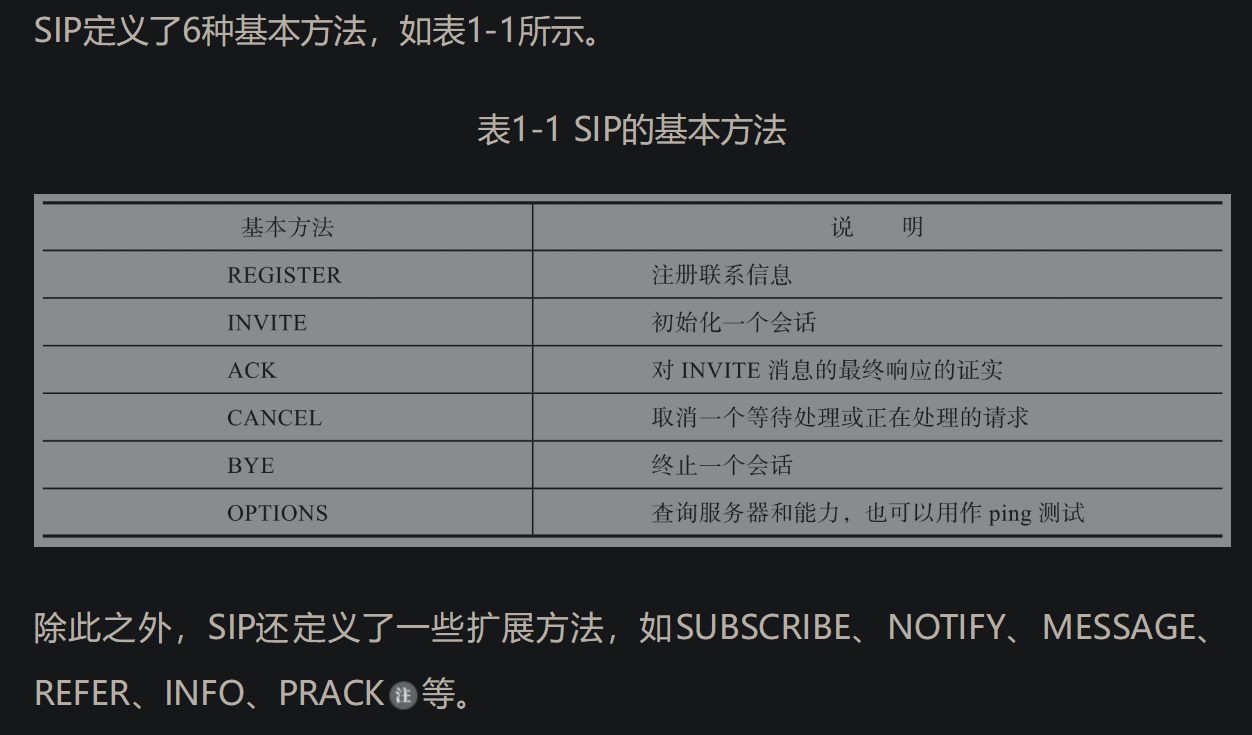 SIP定义了6种基本方法，如表1-1所示。
表1-1 SIP的基本方法
基本方法 说 明
REGISTER 注册联系信息
INVITE 初始化一个会话
ACK 对 INVITE 消息的最终响应的证实
CANCEL 取消一个等待处理或正在处理的请求
BYE 终止一个会话
OPTIONS 查询服务器和能力，也可以用作 ping 测试
除此之外，SIP还定义了一些扩展方法，如SUBSCRIBE、NOTIFY、MESSAGE、
REFER、INFO、PRACK注等。